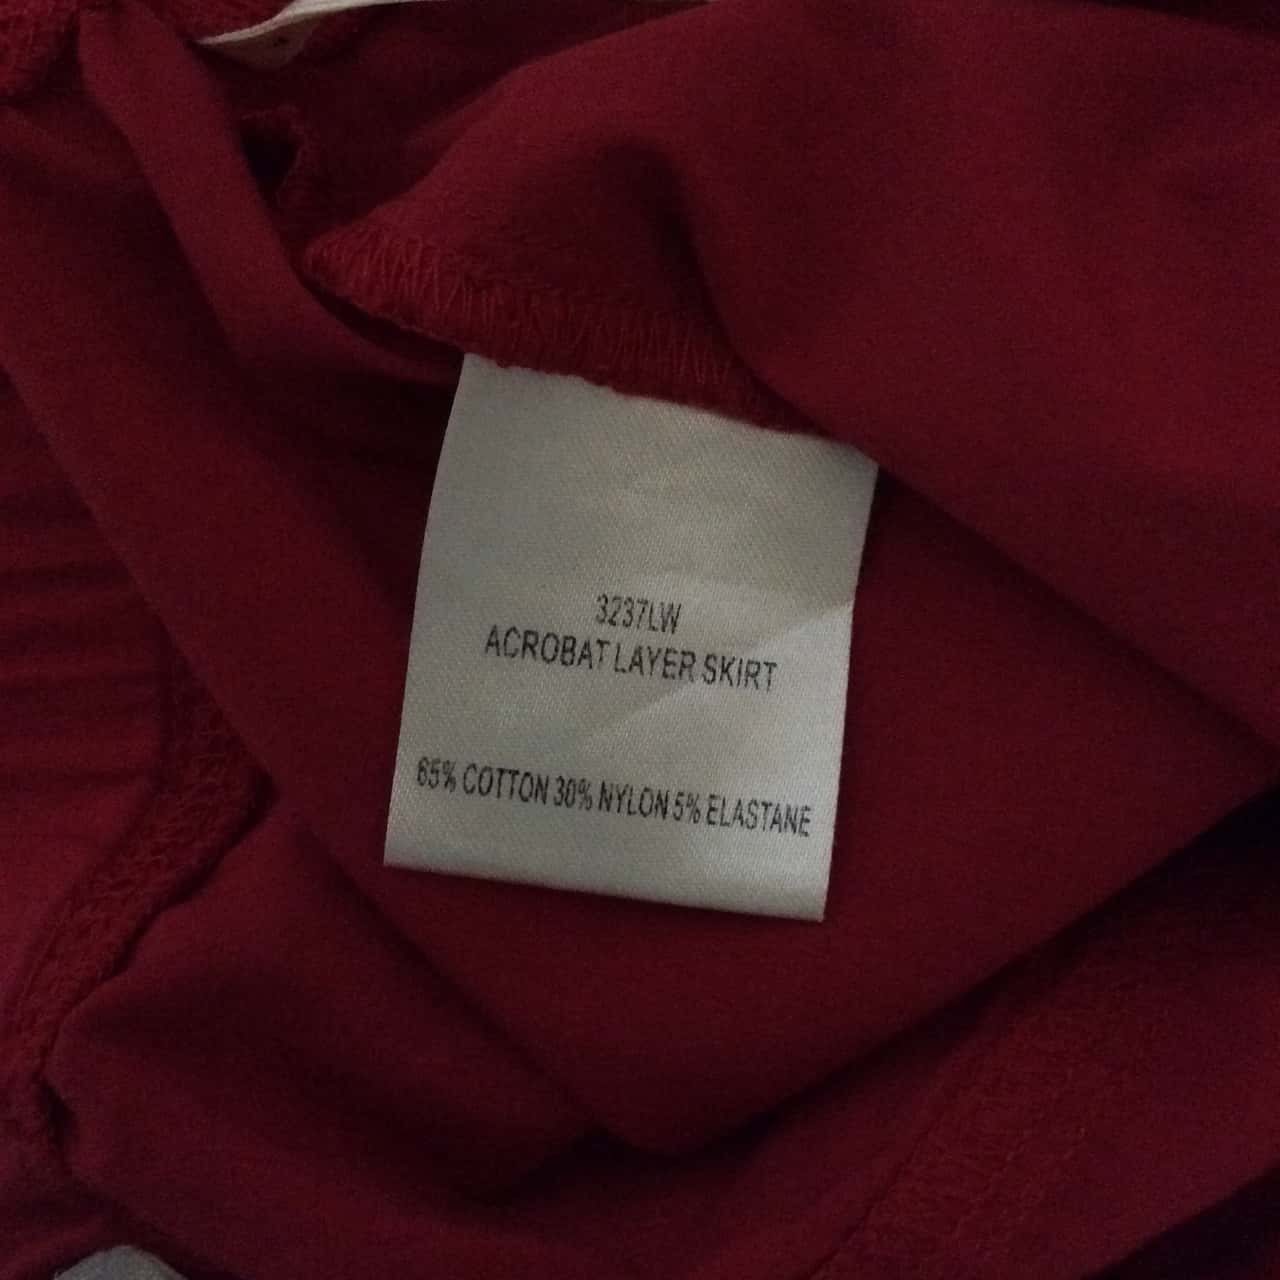 3237LW
ACROBAT LAYER SKIRT
65% COTTON 30% NYLON 5% ELASTANE